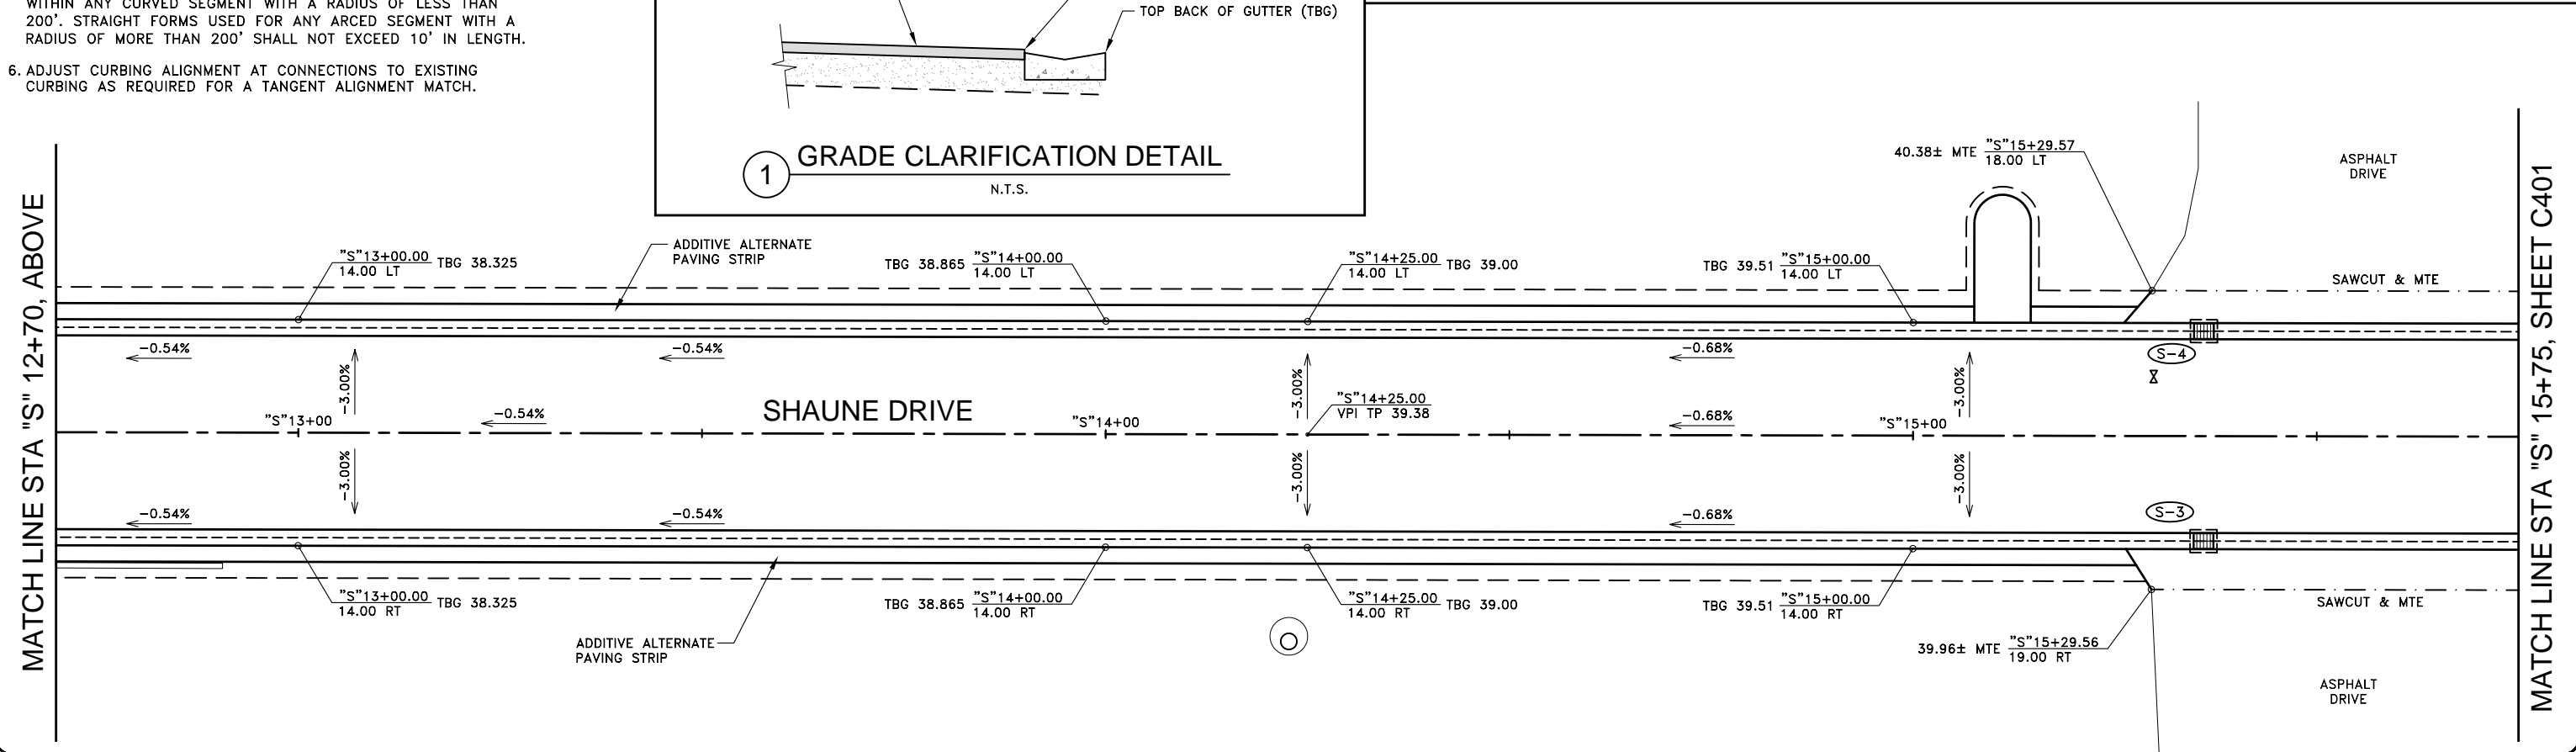 WITHIN ANY CURVED SEGMENT WITH A RADIUS OF LESS THAN
200'. STRAIGHT FORMS USED FOR ANY ARCED SEGMENT WITH A
RADIUS OF MORE THAN 200' SHALL NOT EXCEED 10' IN LENGTH.
6. ADJUST CURBING ALIGNMENT AT CONNECTIONS TO EXISTING
CURBING AS REQUIRED FOR A TANGENT ALIGNMENT MATCH.
TOP BACK OF GUTTER (TBG)
1
GRADE CLARIFICATION DETAIL
N.T.S.
MATCH LINE STA "S" 12+70, ABOVE
"S"13+00.00
14.00 LT
TBG 38.325
ADDITIVE ALTERNATE
PAVING STRIP
TBG 38.865
"S"14+00.00
14.00 LT
"S"14+25.00
14.00 LT
TBG 39.00
TBG 39.51
"S"15+00.00
14.00 LT
40.38± MTE
"S"15+29.57
18.00 LT
ASPHALT
DRIVE
SAWCUT & MTE
-0.54%
-0.54%
-0.68%
S-4
-3.00%
-3.00%
-3.00%
"S"13+00
-0.54%
SHAUNE DRIVE
"S"14+00
"S"14+25.00
VPI TP 39.38
-0.68%
"S"15+00
-3.00%
-3.00%
-3.00%
-0.54%
-0.54%
-0.68%
S-3
"S"13+00.00
14.00 RT
TBG 38.325
ADDITIVE ALTERNATE
PAVING STRIP
TBG 38.865
"S"14+00.00
14.00 RT
"S"14+25.00
14.00 RT
TBG 39.00
TBG 39.51
"S"15+00.00
14.00 RT
39.96± MTE
"S"15+29.56
19.00 RT
SAWCUT & MTE
ASPHALT
DRIVE
MATCH LINE STA "S" 15+75, SHEET C401